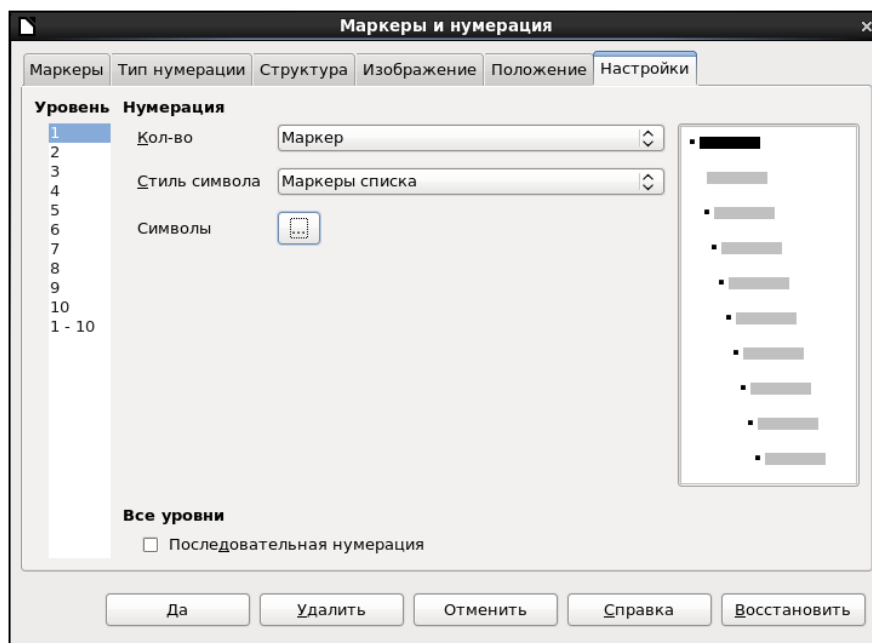 Маркеры и нумерация
Маркеры Тип нумерации Структура Изображение Положение Настройки
Уровень Нумерация
1
2
3
4
5
6
7
8
9
10
1 - 10
Кол-во Маркер
Стиль символа Маркеры списка
Символы ...
Все уровни
Последовательная нумерация
Да Удалить Отменить Справка Восстановить